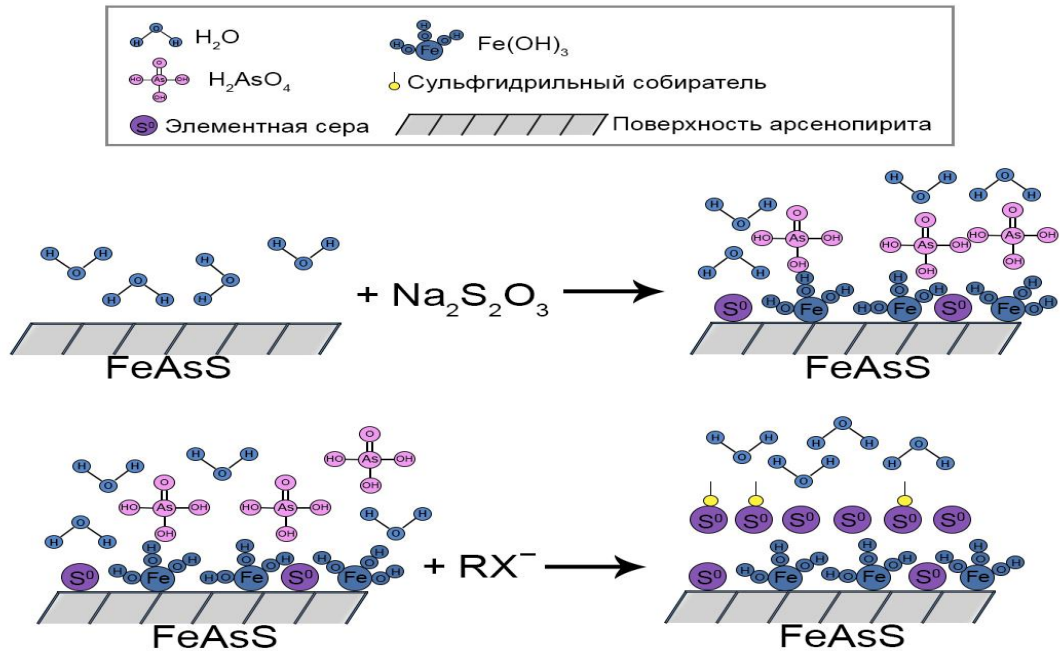 H₂O
Fe(OH)₃
H₂AsO₄
Сульфгидрильный собиратель
S⁰ Элементная сера
Поверхность арсенопирита
+ Na₂S₂O₃
FeAsS
FeAsS
+ RX⁻
FeAsS
FeAsS